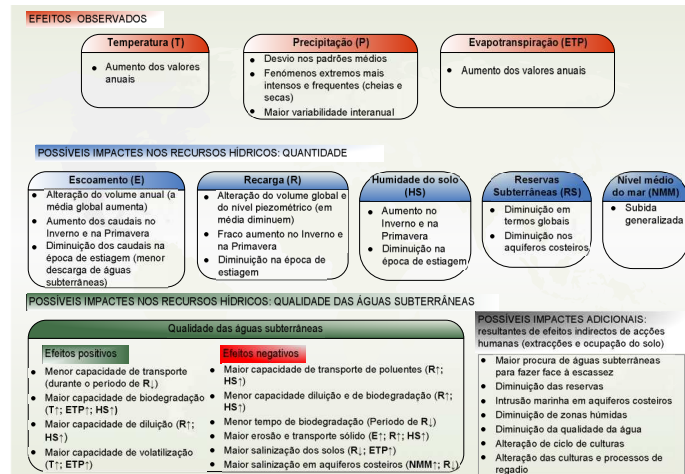 EFEITOS OBSERVADOS
Temperatura (T)
• Aumento dos valores
anuais
Precipitação (P)
• Desvio nos padrões médios
• Fenómenos extremos mais
intensos e frequentes (cheias e
secas)
• Maior variabilidade interanual
Evapotranspiração (ETP)
• Aumento dos valores anuais
POSSÍVEIS IMPACTES NOS RECURSOS HÍDRICOS: QUANTIDADE
Escoamento (E)
• Alteração do volume anual (a
média global aumenta)
• Aumento dos caudais no
Inverno e na Primavera
• Diminuição dos caudais na
época de estiagem (menor
descarga de águas
subterrâneas)
Recarga (R)
• Alteração do volume global e
do nível piezométrico (em
média diminuem)
• Fraco aumento no Inverno e
na Primavera
• Diminuição na época de
estiagem
Humidade do solo
(HS)
• Aumento no
Inverno e na
Primavera
• Diminuição na
época de estiagem
Reservas
Subterrâneas (RS)
• Diminuição em
termos globais
• Diminuição nos
aquíferos costeiros
Nível médio
do mar (NMM)
• Subida
generalizada
POSSÍVEIS IMPACTES NOS RECURSOS HÍDRICOS: QUALIDADE DAS ÁGUAS SUBTERRÂNEAS
Qualidade das águas subterrâneas
Efeitos positivos
• Menor capacidade de transporte
(durante o período de R↓)
• Maior capacidade de biodegradação
(T↑; ETP↑; HS↑)
• Maior capacidade de diluição (R↑;
HS↑)
• Maior capacidade de volatilização
(T↑; ETP↑)
Efeitos negativos
• Maior capacidade de transporte de poluentes (R↑;
HS↑)
• Menor capacidade diluição e de biodegradação (R↑;
HS↑)
• Menor tempo de biodegradação (Período de R↓)
• Maior erosão e transporte sólido (E↑; R↑; HS↑)
• Maior salinização dos solos (R↓; ETP↑)
• Maior salinização em aquíferos costeiros (NMM↑; R↓)
POSSÍVEIS IMPACTES ADICIONAIS:
resultantes de efeitos indirectos de acções
humanas (extracções e ocupação do solo)
• Maior procura de águas subterrâneas
para fazer face à escassez
• Diminuição das reservas
• Intrusão marinha em aquíferos costeiros
• Diminuição de zonas húmidas
• Diminuição da qualidade da água
• Alteração de ciclo de culturas
• Alteração das culturas e processos de
regadio